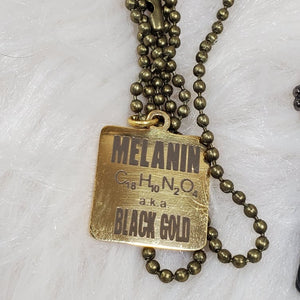 MELANIN
C₁₈H₁₀N₂O₄
a.k.a.
BLACK GOLD